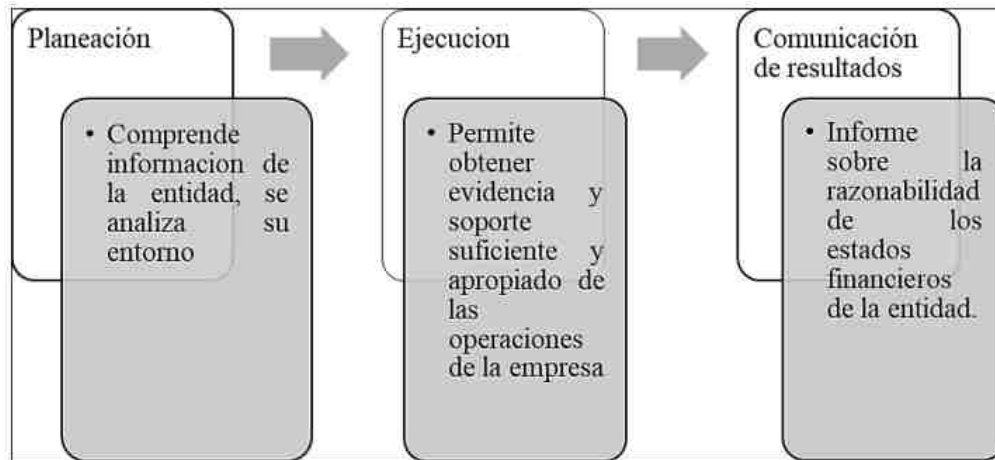 Planeación
• Comprende
informacion de
la entidad, se
analiza su
entorno
Ejecucion
• Permite
obtener
evidencia y
soporte
suficiente y
apropiado de
las
operaciones
de la empresa
Comunicación
de resultados
• Informe
sobre la
razonabilidad
de los
estados
financieros
de la entidad.